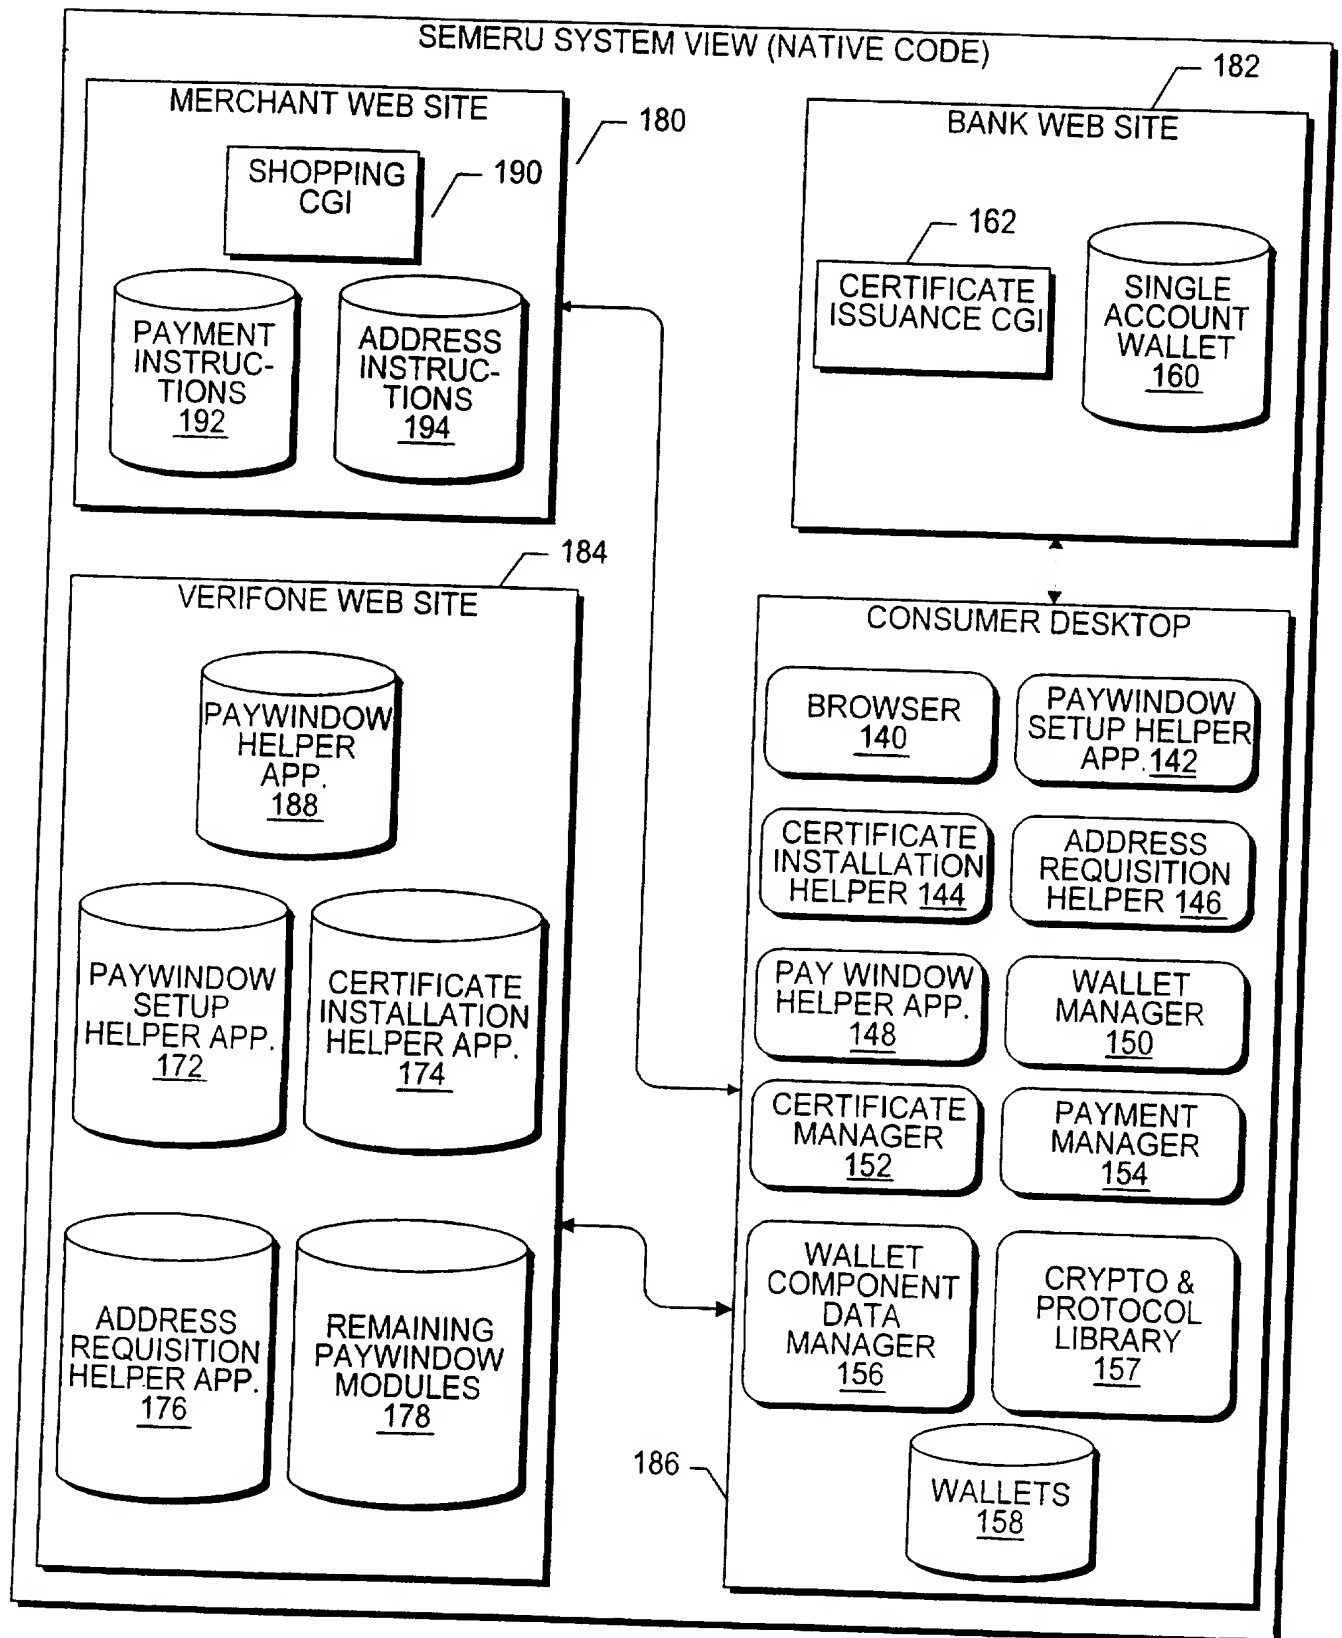 SEMERU SYSTEM VIEW (NATIVE CODE)
182
MERCHANT WEB SITE
180
SHOPPING
CGI
190
PAYMENT
INSTRUC-
TIONS
192
ADDRESS
INSTRUC-
TIONS
194
BANK WEB SITE
162
CERTIFICATE
ISSUANCE CGI
SINGLE
ACCOUNT
WALLET
160
184
VERIFONE WEB SITE
PAYWINDOW
HELPER
APP.
188
PAYWINDOW
SETUP
HELPER APP.
172
CERTIFICATE
INSTALLATION
HELPER APP.
174
ADDRESS
REQUISITION
HELPER APP.
176
REMAINING
PAYWINDOW
MODULES
178
CONSUMER DESKTOP
BROWSER
140
PAYWINDOW
SETUP HELPER
APP. 142
CERTIFICATE
INSTALLATION
HELPER 144
ADDRESS
REQUISITION
HELPER 146
PAY WINDOW
HELPER APP.
148
WALLET
MANAGER
150
CERTIFICATE
MANAGER
152
PAYMENT
MANAGER
154
WALLET
COMPONENT
DATA
MANAGER
156
CRYPTO &
PROTOCOL
LIBRARY
157
186
WALLETS
158